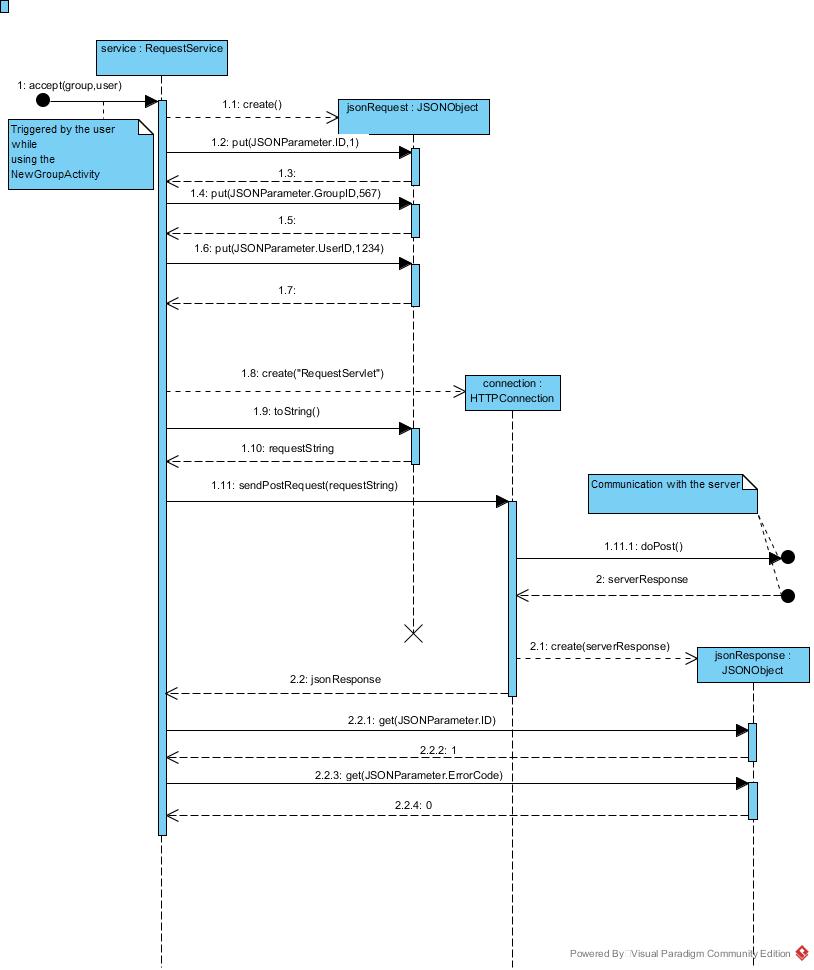 service : RequestService
1: accept(group,user)
1.1: create()
jsonRequest : JSONObject
Triggered by the user
while
using the
NewGroupActivity
1.2: put(JSONParameter.ID,1)
1.3:
1.4: put(JSONParameter.GroupID,567)
1.5:
1.6: put(JSONParameter.UserID,1234)
1.7:
1.8: create("RequestServlet")
connection :
HTTPConnection
1.9: toString()
1.10: requestString
1.11: sendPostRequest(requestString)
Communication with the server
1.11.1: doPost()
2: serverResponse
2.1: create(serverResponse)
jsonResponse :
JSONObject
2.2: jsonResponse
2.2.1: get(JSONParameter.ID)
2.2.2: 1
2.2.3: get(JSONParameter.ErrorCode)
2.2.4: 0
Powered By Visual Paradigm Community Edition